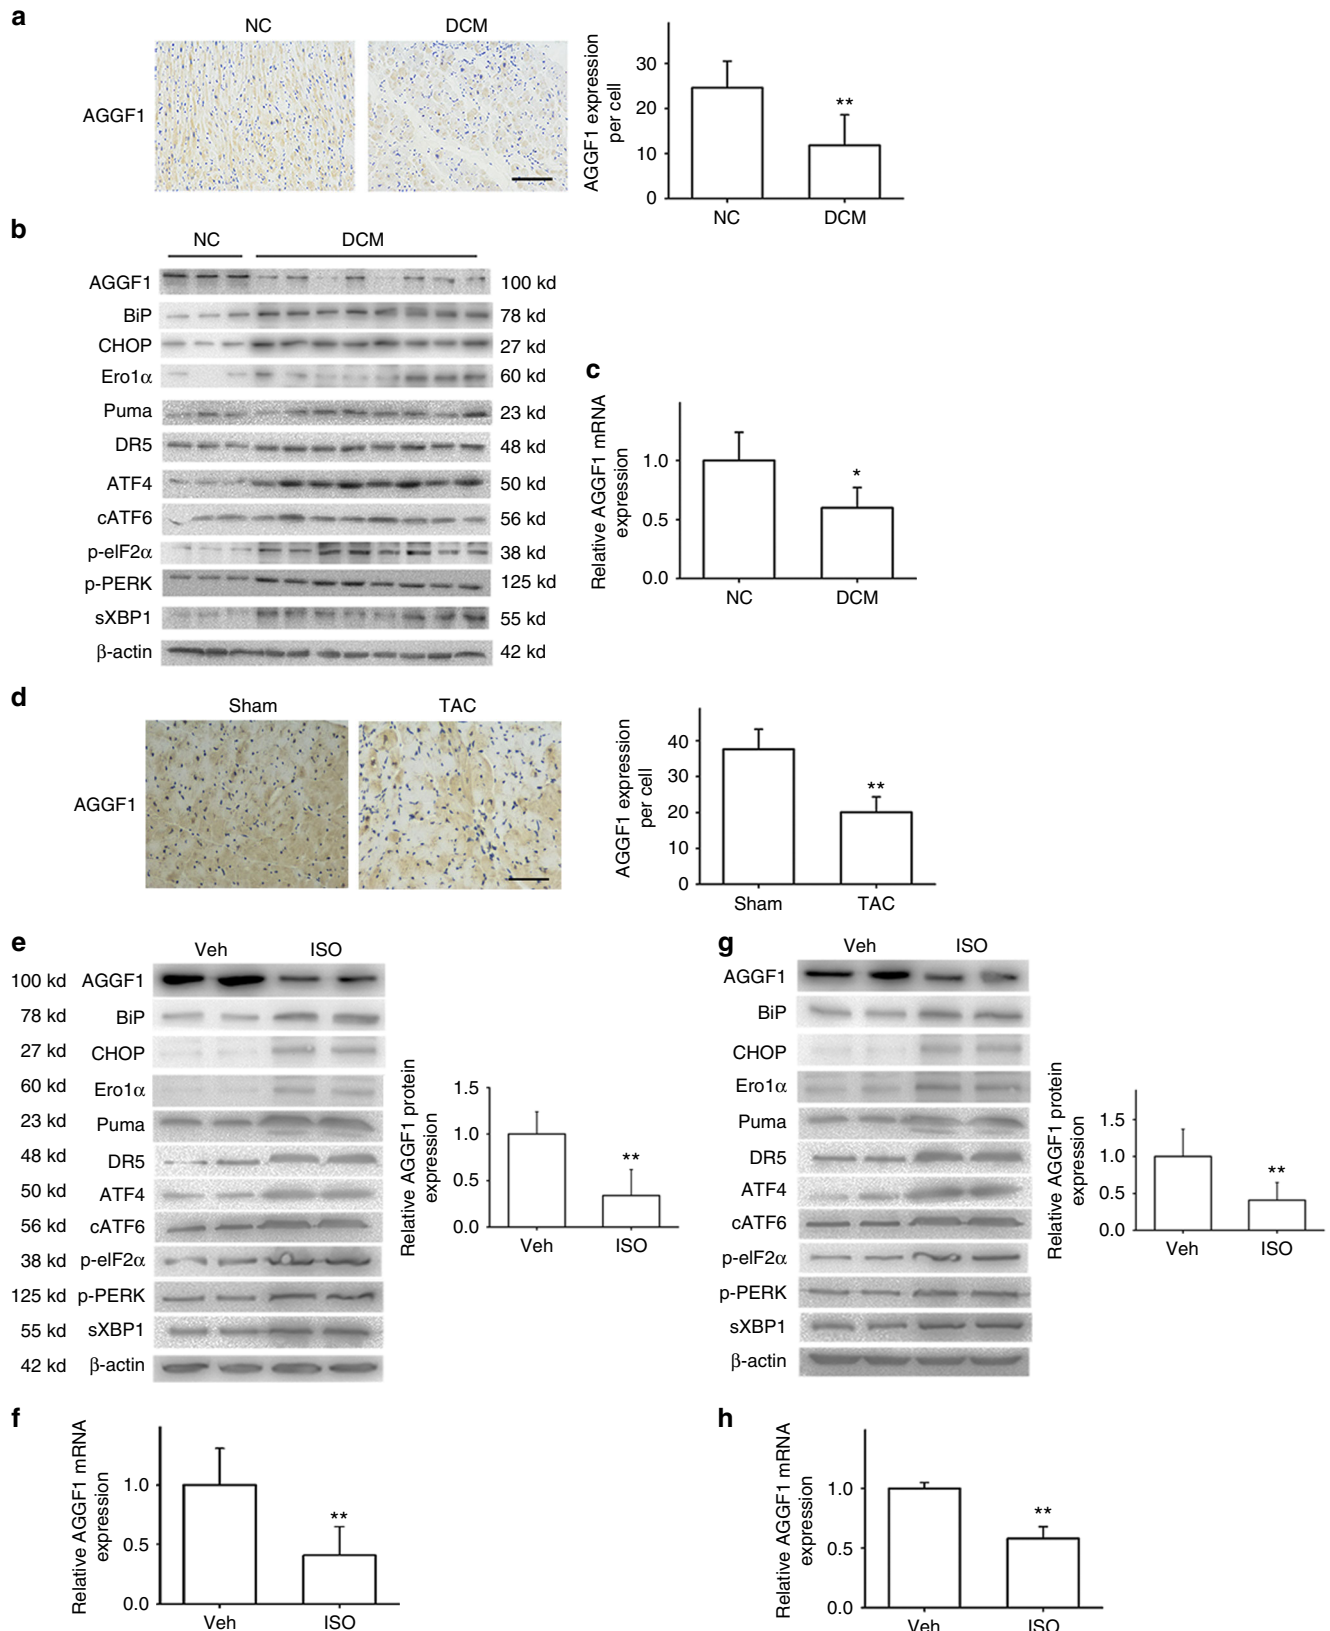 a
NC
DCM
AGGF1
AGGF1 expression
per cell
30
20
10
0
**
NC
DCM
b
NC
DCM
AGGF1
100 kd
BiP
78 kd
CHOP
27 kd
Ero1α
60 kd
Puma
23 kd
DR5
48 kd
ATF4
50 kd
cATF6
56 kd
p-eIF2α
38 kd
p-PERK
125 kd
sXBP1
55 kd
β-actin
42 kd
c
Relative AGGF1 mRNA
expression
1.0
0.5
0.0
*
NC
DCM
d
Sham
TAC
AGGF1
AGGF1 expression
per cell
40
30
20
10
0
**
Sham
TAC
e
Veh
ISO
100 kd AGGF1
78 kd BiP
27 kd CHOP
60 kd Ero1α
23 kd Puma
48 kd DR5
50 kd ATF4
56 kd cATF6
38 kd p-eIF2α
125 kd p-PERK
55 kd sXBP1
42 kd β-actin
Relative AGGF1 protein
expression
1.5
1.0
0.5
0.0
**
Veh
ISO
g
Veh
ISO
AGGF1
BiP
CHOP
Ero1α
Puma
DR5
ATF4
cATF6
p-eIF2α
p-PERK
sXBP1
β-actin
Relative AGGF1 protein
expression
1.5
1.0
0.5
0.0
**
Veh
ISO
f
Relative AGGF1 mRNA
expression
1.0
0.5
0.0
**
Veh
ISO
h
Relative AGGF1 mRNA
expression
1.0
0.5
0.0
**
Veh
ISO